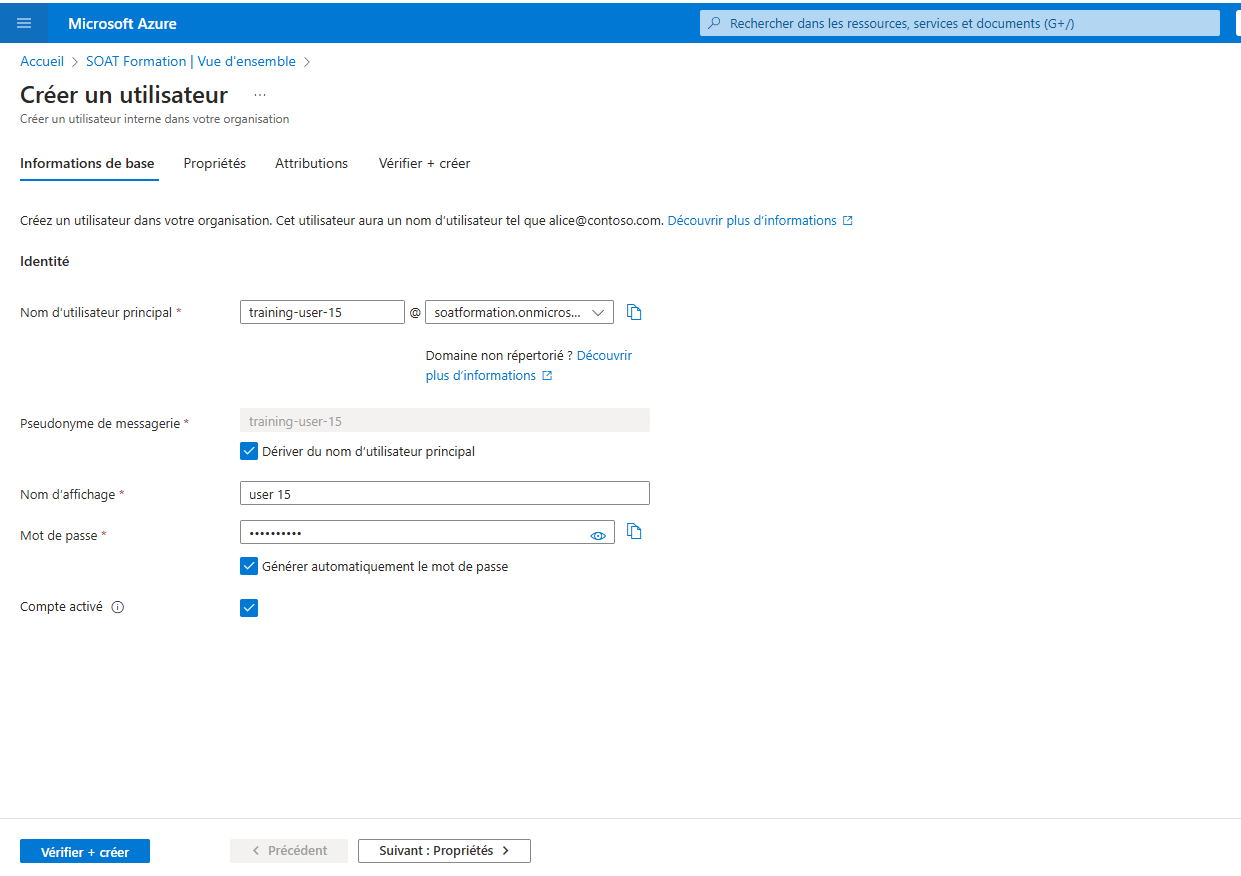 Microsoft Azure
Rechercher dans les ressources, services et documents (G+/)
Accueil > SOAT Formation | Vue d'ensemble >
Créer un utilisateur ...
Créer un utilisateur interne dans votre organisation
Informations de base Propriétés Attributions Vérifier + créer
Créez un utilisateur dans votre organisation. Cet utilisateur aura un nom d'utilisateur tel que alice@contoso.com. Découvrir plus d'informations
Identité
Nom d'utilisateur principal * training-user-15 @ soatformation.onmicros...
Domaine non répertorié ? Découvrir
plus d'informations
Pseudonyme de messagerie * training-user-15
Dériver du nom d'utilisateur principal
Nom d'affichage * user 15
Mot de passe * ••••••••••
Générer automatiquement le mot de passe
Compte activé
Vérifier + créer < Précédent Suivant : Propriétés >